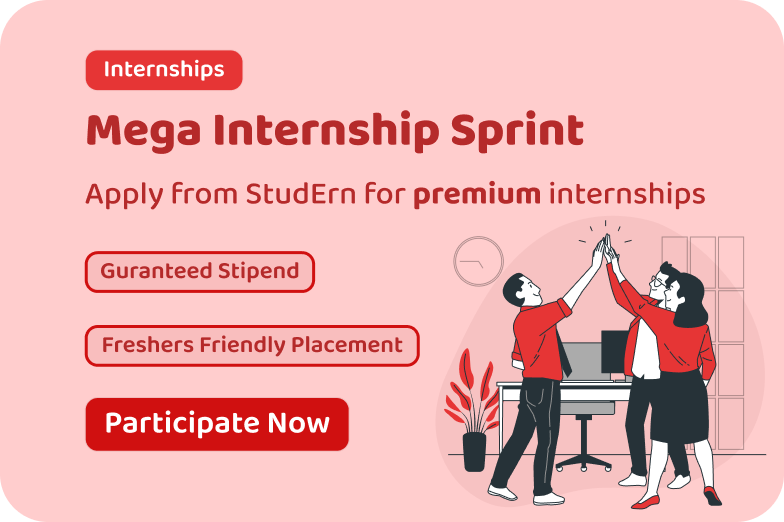 Internships
Mega Internship Sprint
Apply from StudErn for premium internships
Guranteed Stipend
Freshers Friendly Placement
Participate Now